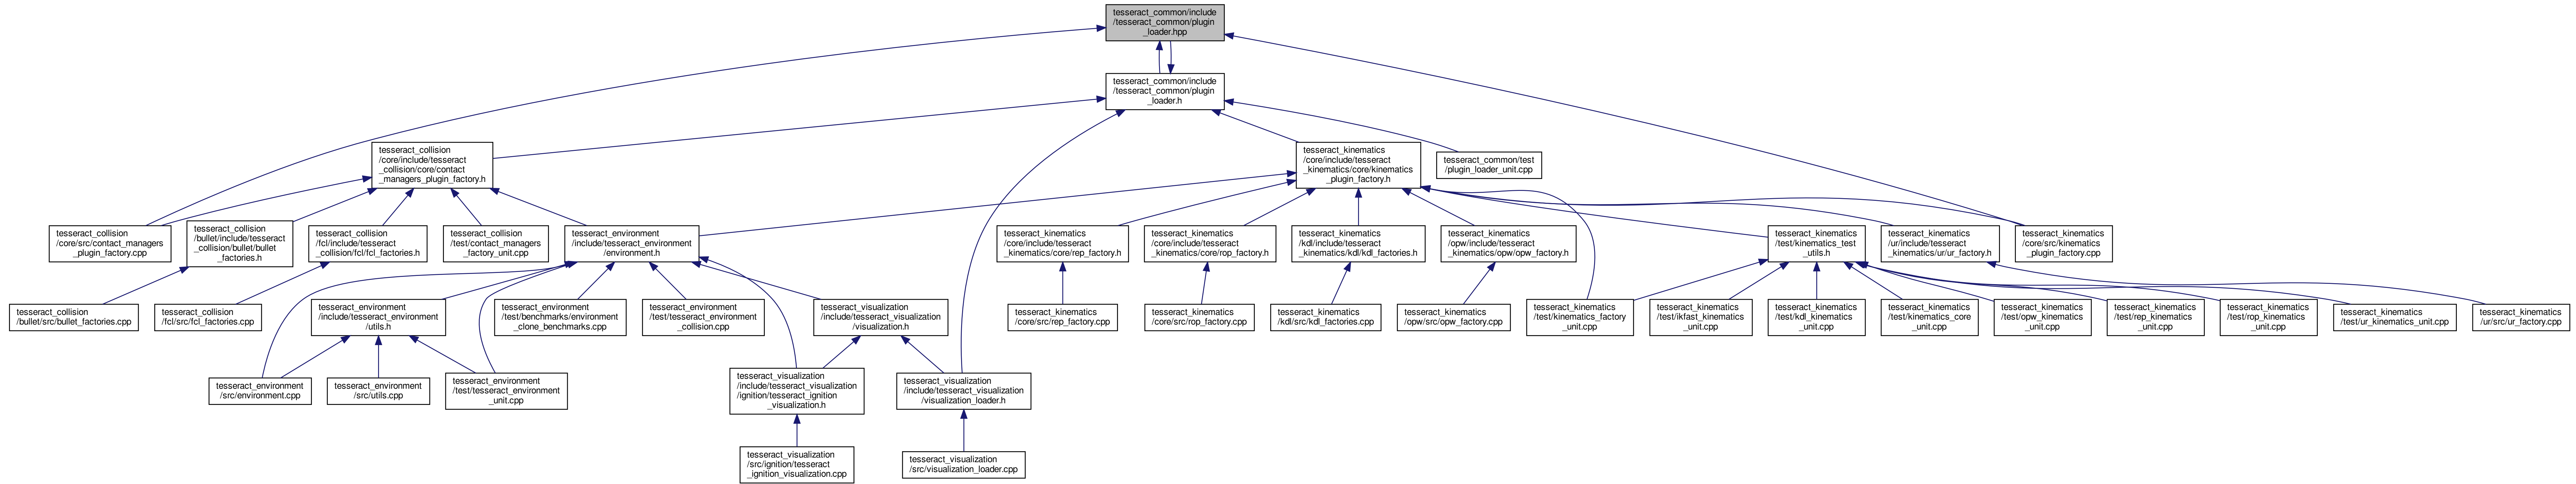 tesseract_common/include
/tesseract_common/plugin
_loader.hpp
tesseract_common/include
/tesseract_common/plugin
_loader.h
tesseract_collision
/core/include/tesseract
_collision/core/contact
_managers_plugin_factory.h
tesseract_kinematics
/core/include/tesseract
_kinematics/core/kinematics
_plugin_factory.h
tesseract_common/test
/plugin_loader_unit.cpp
tesseract_collision
/core/src/contact_managers
_plugin_factory.cpp
tesseract_collision
/bullet/include/tesseract
_collision/bullet/bullet
_factories.h
tesseract_collision
/fcl/include/tesseract
_collision/fcl/fcl_factories.h
tesseract_collision
/test/contact_managers
_factory_unit.cpp
tesseract_environment
/include/tesseract_environment
/environment.h
tesseract_kinematics
/core/include/tesseract
_kinematics/core/rep_factory.h
tesseract_kinematics
/core/include/tesseract
_kinematics/core/rop_factory.h
tesseract_kinematics
/kdl/include/tesseract
_kinematics/kdl/kdl_factories.h
tesseract_kinematics
/opw/include/tesseract
_kinematics/opw/opw_factory.h
tesseract_kinematics
/test/kinematics_test
_utils.h
tesseract_kinematics
/ur/include/tesseract
_kinematics/ur/ur_factory.h
tesseract_kinematics
/core/src/kinematics
_plugin_factory.cpp
tesseract_collision
/bullet/src/bullet_factories.cpp
tesseract_collision
/fcl/src/fcl_factories.cpp
tesseract_environment
/include/tesseract_environment
/utils.h
tesseract_environment
/test/benchmarks/environment
_clone_benchmarks.cpp
tesseract_environment
/test/tesseract_environment
_collision.cpp
tesseract_visualization
/include/tesseract_visualization
/visualization.h
tesseract_kinematics
/core/src/rep_factory.cpp
tesseract_kinematics
/core/src/rop_factory.cpp
tesseract_kinematics
/kdl/src/kdl_factories.cpp
tesseract_kinematics
/opw/src/opw_factory.cpp
tesseract_kinematics
/test/kinematics_factory
_unit.cpp
tesseract_kinematics
/test/ikfast_kinematics
_unit.cpp
tesseract_kinematics
/test/kdl_kinematics
_unit.cpp
tesseract_kinematics
/test/kinematics_core
_unit.cpp
tesseract_kinematics
/test/opw_kinematics
_unit.cpp
tesseract_kinematics
/test/rep_kinematics
_unit.cpp
tesseract_kinematics
/test/rop_kinematics
_unit.cpp
tesseract_kinematics
/test/ur_kinematics_unit.cpp
tesseract_kinematics
/ur/src/ur_factory.cpp
tesseract_environment
/src/environment.cpp
tesseract_environment
/src/utils.cpp
tesseract_environment
/test/tesseract_environment
_unit.cpp
tesseract_visualization
/include/tesseract_visualization
/ignition/tesseract_ignition
_visualization.h
tesseract_visualization
/include/tesseract_visualization
/visualization_loader.h
tesseract_visualization
/src/ignition/tesseract
_ignition_visualization.cpp
tesseract_visualization
/src/visualization_loader.cpp